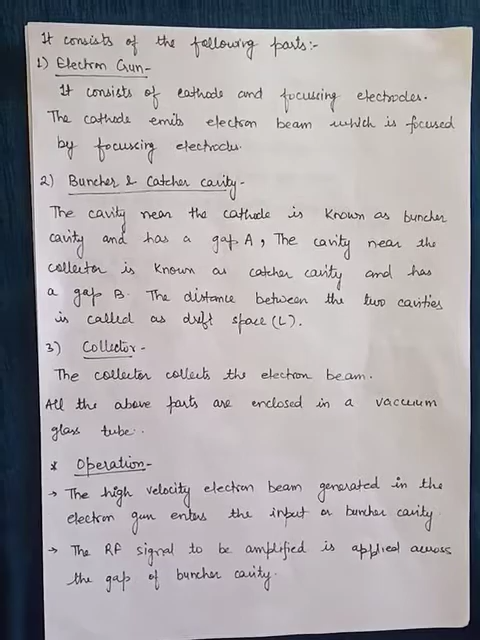 It consists of the following parts:-
1) Electron Gun-
It consists of cathode and focussing electrodes.
The cathode emits electron beam which is focused
by focussing electrodes.
2) Buncher & Catcher cavity-
The cavity near the cathode is known as buncher
cavity and has a gap A, The cavity near the
collector is known as catcher cavity and has
a gap B. The distance between the two cavities
is called as drift space (L).
3) Collector-
The collector collects the electron beam.
All the above parts are enclosed in a vaccuum
glass tube.
* Operation-
→ The high velocity electron beam generated in the
electron gun enters the input or buncher cavity.
→ The RF signal to be amplified is applied across
the gap of buncher cavity.